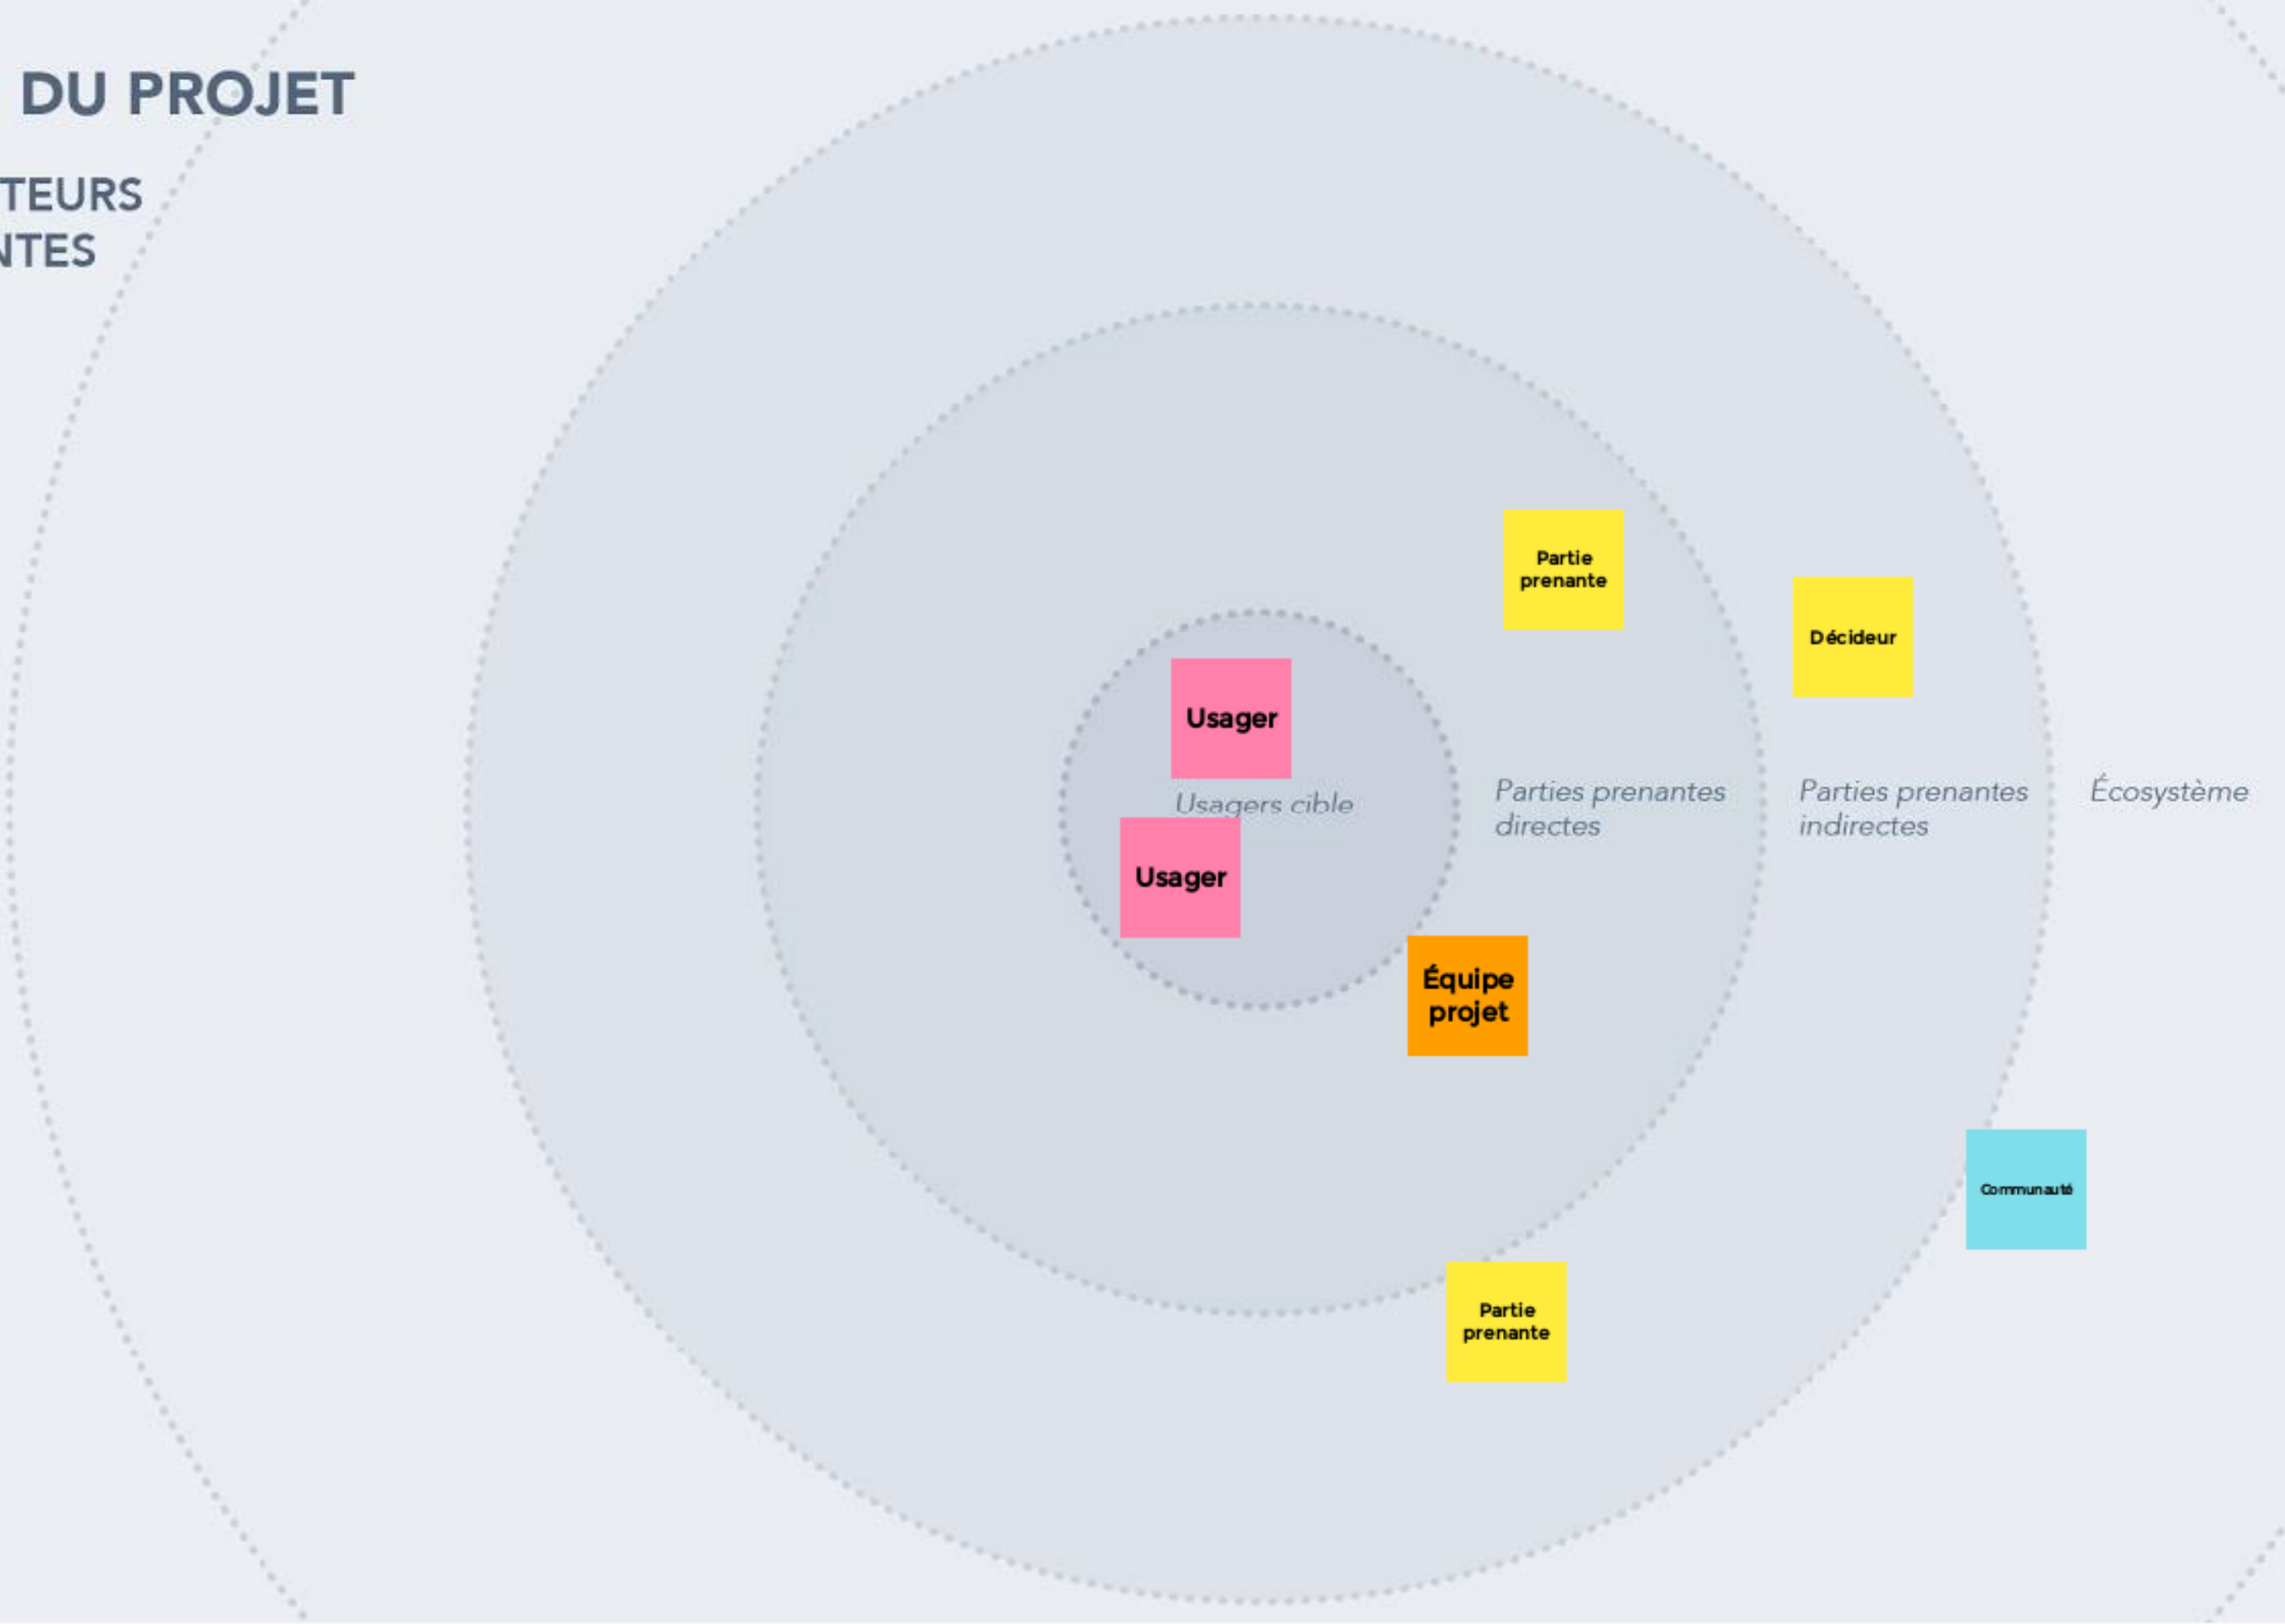 DU PROJET
TEURS
NTES
Partie
prenante
Décideur
Usager
Usagers cible
Parties prenantes
directes
Parties prenantes
indirectes
Écosystème
Usager
Équipe
projet
Communauté
Partie
prenante